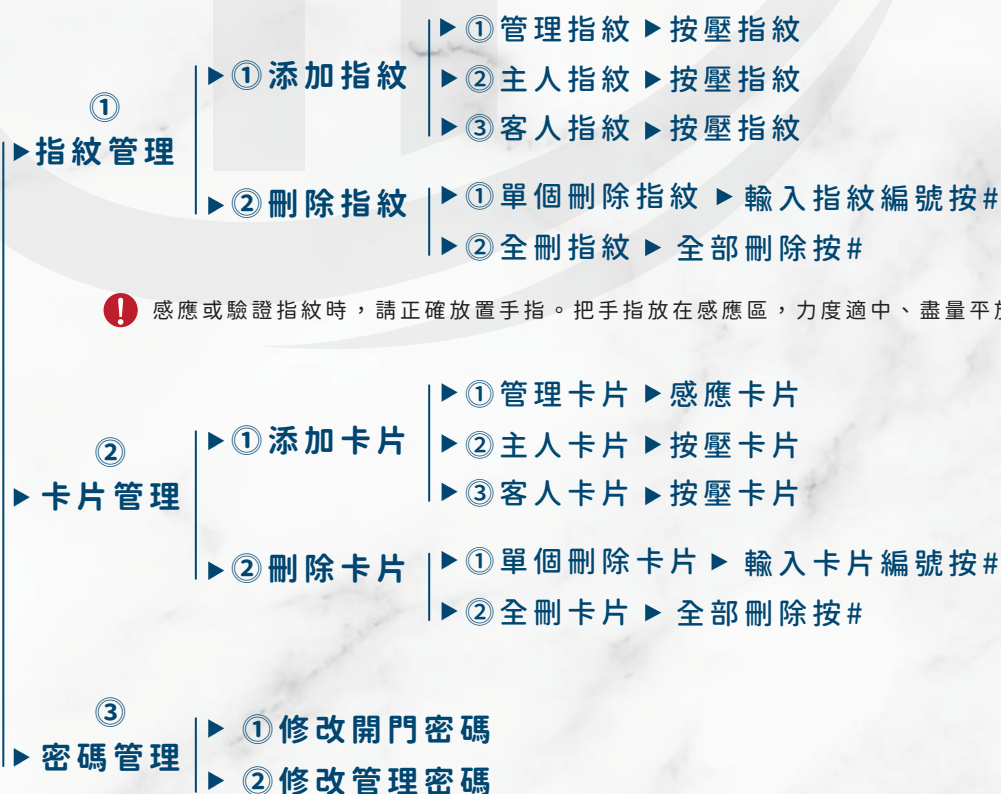 ①
▶指紋管理
▶①添加指紋
▶①管理指紋▶按壓指紋
▶②主人指紋▶按壓指紋
▶③客人指紋▶按壓指紋
▶②刪除指紋
▶①單個刪除指紋▶輸入指紋編號按#
▶②全刪指紋▶全部刪除按#
感應或驗證指紋時，請正確放置手指。把手指放在感應區，力度適中、盡量平
②
▶卡片管理
▶①添加卡片
▶①管理卡片▶感應卡片
▶②主人卡片▶按壓卡片
▶③客人卡片▶按壓卡片
▶②刪除卡片
▶①單個刪除卡片▶輸入卡片編號按#
▶②全刪卡片▶全部刪除按#
③
▶密碼管理
▶①修改開門密碼
▶②修改管理密碼